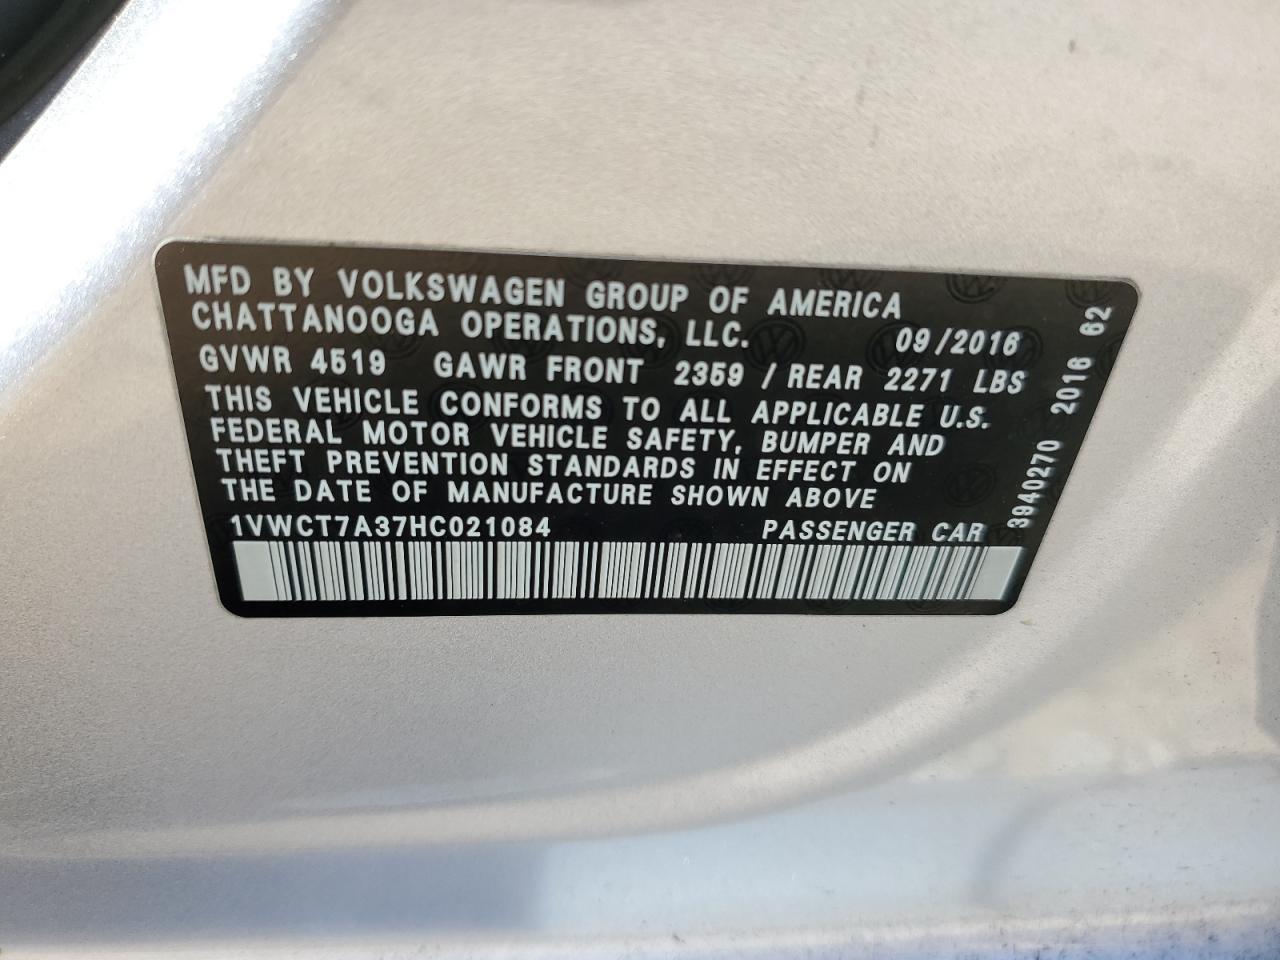 MFD BY VOLKSWAGEN GROUP OF AMERICA
CHATTANOOGA OPERATIONS, LLC. 09/2016
GVWR 4519 GAWR FRONT 2359 / REAR 2271 LBS
THIS VEHICLE CONFORMS TO ALL APPLICABLE U.S.
FEDERAL MOTOR VEHICLE SAFETY, BUMPER AND
THEFT PREVENTION STANDARDS IN EFFECT ON
THE DATE OF MANUFACTURE SHOWN ABOVE
1VWCT7A37HC021084 PASSENGER CAR
3940270 2016 62